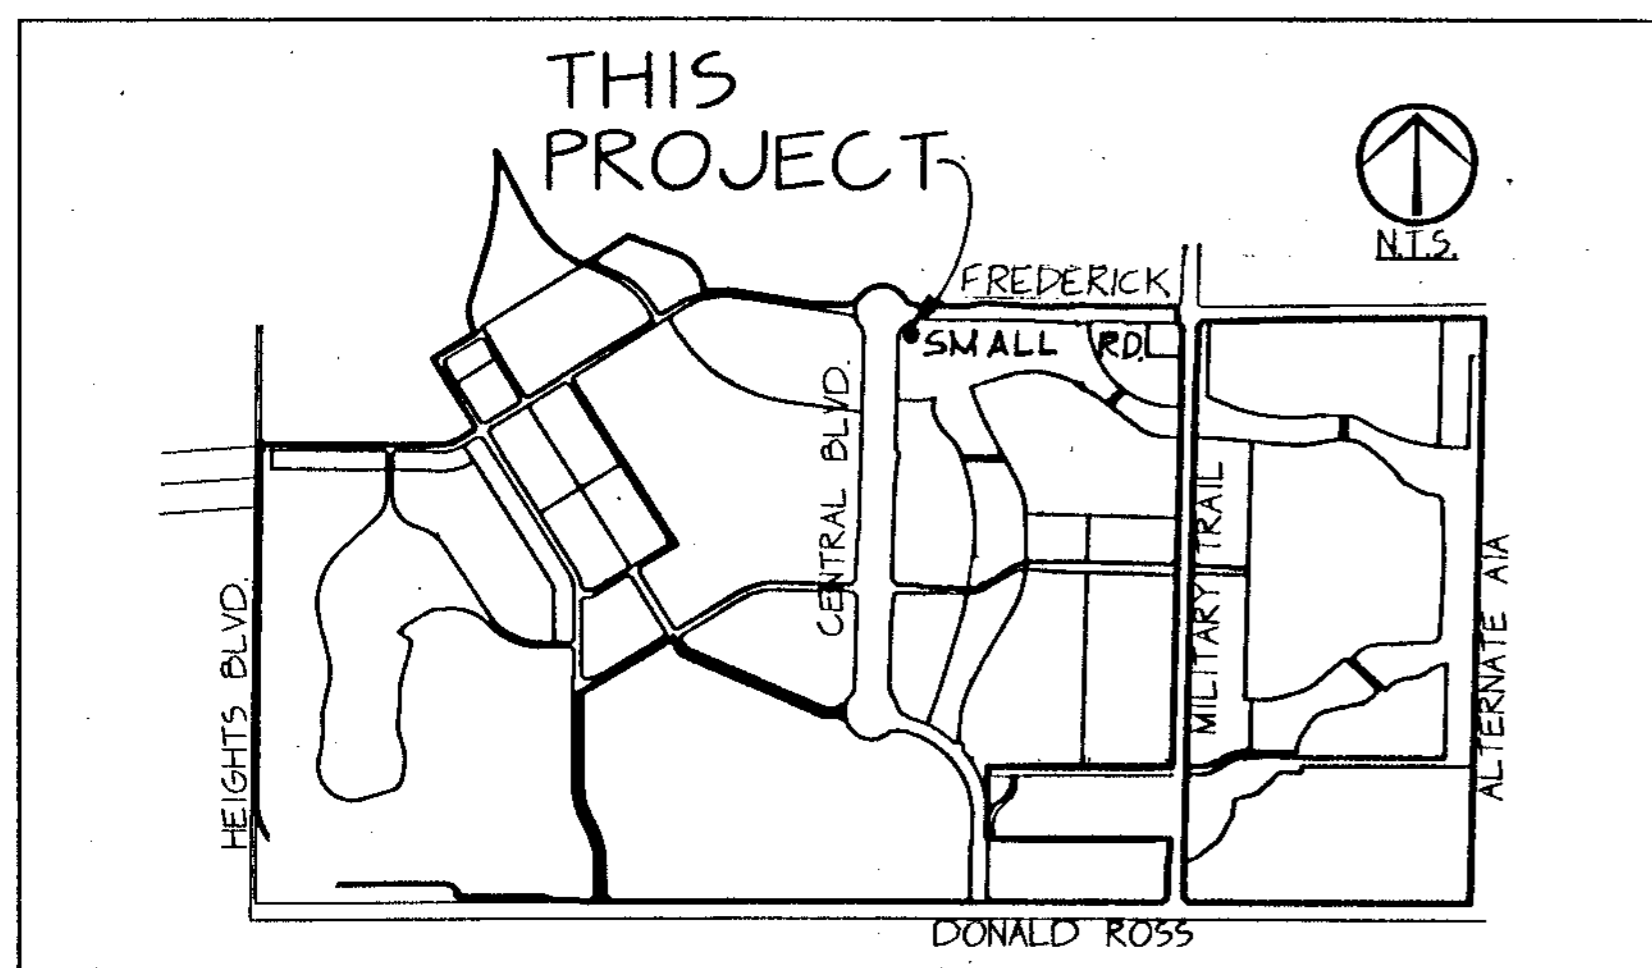 THIS
PROJECT
N.T.S.
FREDERICK
SMALL RD.
CENTRAL BLVD.
MILITARY TRAIL
HEIGHTS BLVD.
ALTERNATE A1A
DONALD ROSS